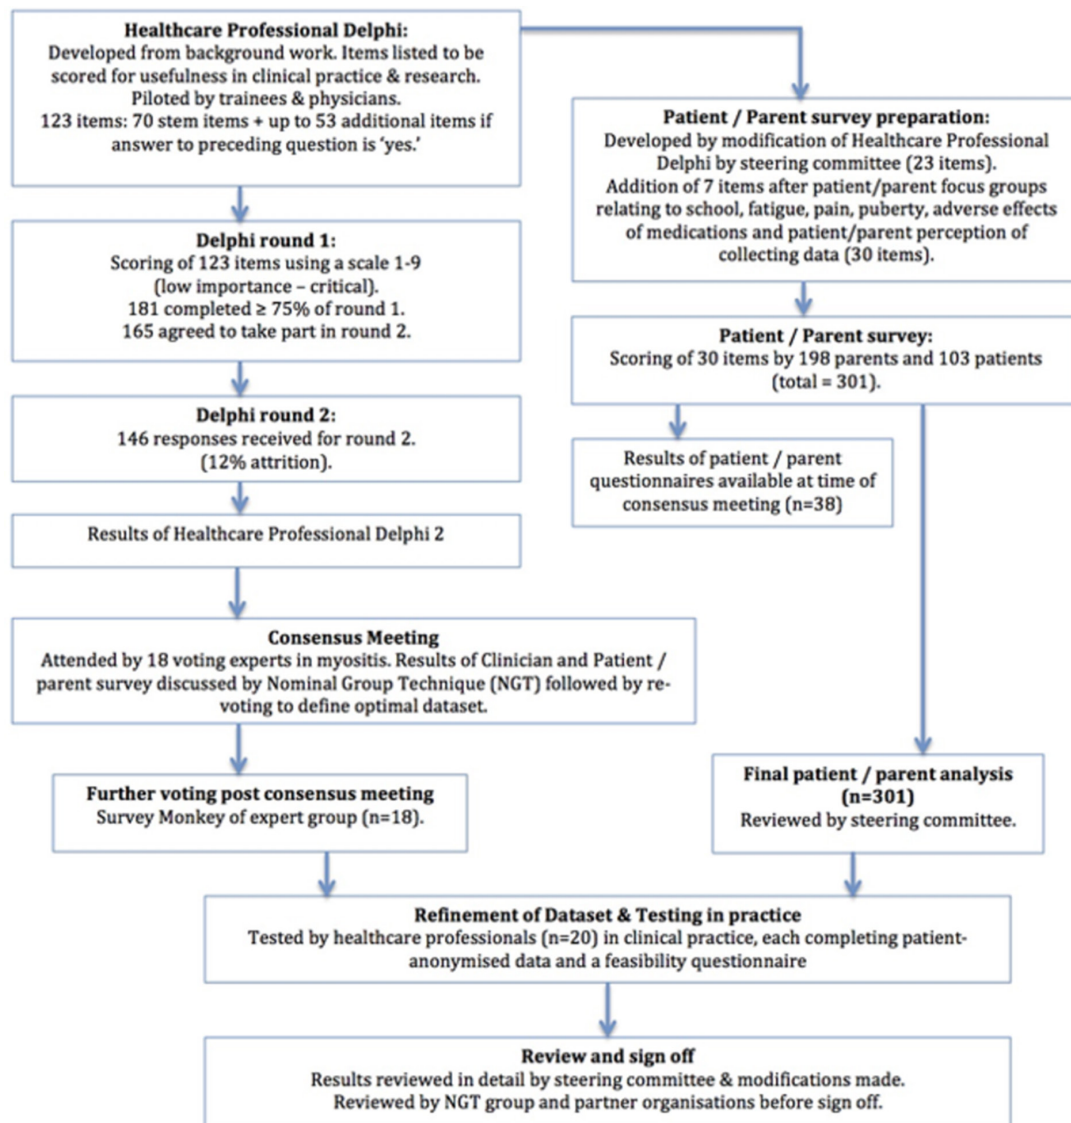 Healthcare Professional Delphi:
Developed from background work. Items listed to be
scored for usefulness in clinical practice & research.
Piloted by trainees & physicians.
123 items: 70 stem items + up to 53 additional items if
answer to preceding question is ‘yes.’
Patient / Parent survey preparation:
Developed by modification of Healthcare Professional
Delphi by steering committee (23 items).
Addition of 7 items after patient/parent focus groups
relating to school, fatigue, pain, puberty, adverse effects
of medications and patient/parent perception of
collecting data (30 items).
Delphi round 1:
Scoring of 123 items using a scale 1-9
(low importance – critical).
181 completed ≥ 75% of round 1.
165 agreed to take part in round 2.
Patient / Parent survey:
Scoring of 30 items by 198 parents and 103 patients
(total = 301).
Delphi round 2:
146 responses received for round 2.
(12% attrition).
Results of patient / parent
questionnaires available at time of
consensus meeting (n=38)
Results of Healthcare Professional Delphi 2
Consensus Meeting
Attended by 18 voting experts in myositis. Results of Clinician and Patient /
parent survey discussed by Nominal Group Technique (NGT) followed by re-
voting to define optimal dataset.
Further voting post consensus meeting
Survey Monkey of expert group (n=18).
Final patient / parent analysis
(n=301)
Reviewed by steering committee.
Refinement of Dataset & Testing in practice
Tested by healthcare professionals (n=20) in clinical practice, each completing patient-
anonymised data and a feasibility questionnaire
Review and sign off
Results reviewed in detail by steering committee & modifications made.
Reviewed by NGT group and partner organisations before sign off.